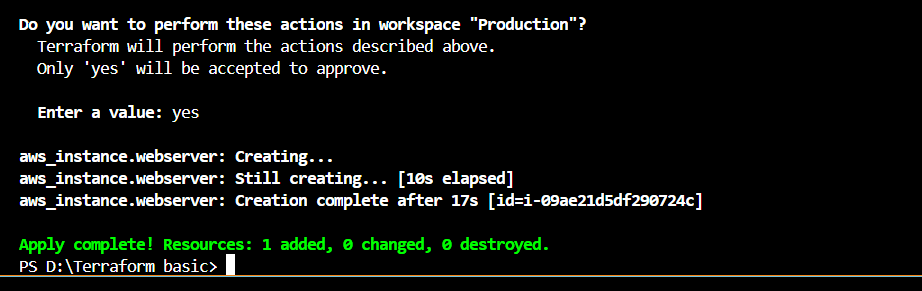 Do you want to perform these actions in workspace "Production"?
Terraform will perform the actions described above.
Only 'yes' will be accepted to approve.
Enter a value: yes
aws_instance.webserver: Creating...
aws_instance.webserver: Still creating... [10s elapsed]
aws_instance.webserver: Creation complete after 17s [id=i-09ae21d5df290724c]
Apply complete! Resources: 1 added, 0 changed, 0 destroyed.
PS D:\Terraform basic>